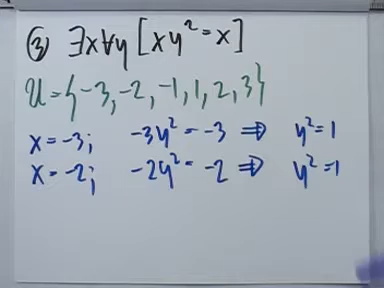 ③ ∃x∀y [xy² = x]
U = {-3, -2, -1, 1, 2, 3}
x = -3; -3y² = -3 ⇒ y² = 1
x = -2; -2y² = -2 ⇒ y² = 1